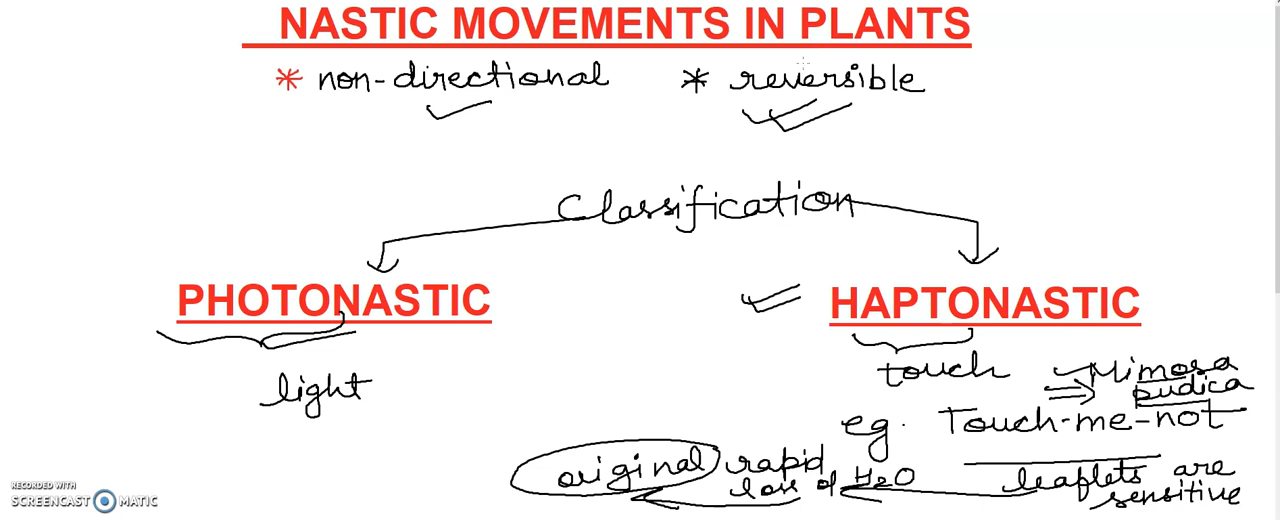 NASTIC MOVEMENTS IN PLANTS
* non-directional * reversible
Classification
PHOTONASTIC HAPTONASTIC
light
touch ⇒ Mimosa pudica
eg. Touch-me-not
leaflets are sensitive
rapid loss of H2O
original
RECORDED WITH
SCREENCAST MATIC